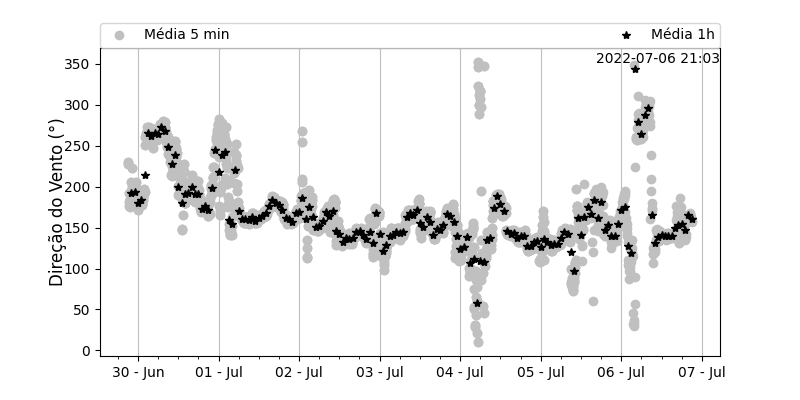 Média 5 min
Média 1h
2022-07-06 21:03
Direção do Vento (°)
350
300
250
200
150
100
50
0
30 - Jun
01 - Jul
02 - Jul
03 - Jul
04 - Jul
05 - Jul
06 - Jul
07 - Jul